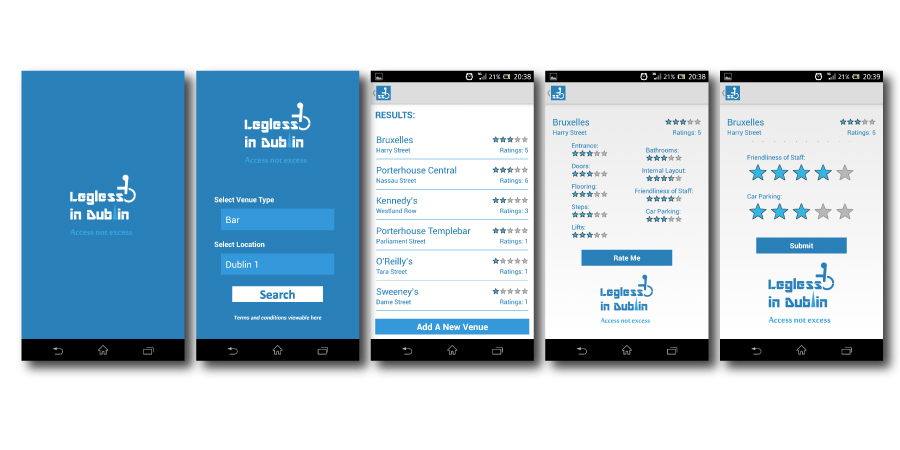 Legless
in Dublin
Access not excess
Legless
in Dublin
Access not excess
Select Venue Type
Bar
Select Location
Dublin 1
Search
Terms and conditions viewable here
21% 20:38
RESULTS:
Bruxelles
Harry Street Ratings: 5
Porterhouse Central
Nassau Street Ratings: 6
Kennedy's
Westland Row Ratings: 3
Porterhouse Templebar
Parliament Street Ratings: 1
O'Reilly's
Tara Street Ratings: 1
Sweeney's
Dame Street Ratings: 1
Add A New Venue
21% 20:38
Bruxelles
Harry Street Ratings: 5
Entrance:
Doors:
Flooring:
Steps:
Lifts:
Bathrooms:
Internal Layout:
Friendliness of Staff:
Car Parking:
Rate Me
Legless
in Dublin
Access not excess
21% 20:39
Bruxelles
Harry Street Ratings: 5
Friendliness of Staff:
Car Parking:
Submit
Legless
in Dublin
Access not excess